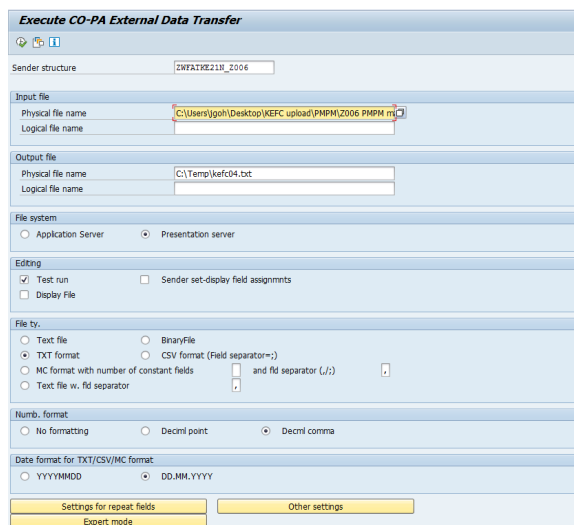 Execute CO-PA External Data Transfer
Sender structure ZWFATKE21N_Z006
Input file
Physical file name C:\Users\jgoh\Desktop\KEFC upload\PMPM\Z006 PMPM m
Logical file name
Output file
Physical file name C:\Temp\kefc04.txt
Logical file name
File system
Application Server Presentation server
Editing
Test run Sender set-display field assignmnts
Display File
File ty.
Text file BinaryFile
TXT format CSV format (Field separator=;)
MC format with number of constant fields and fld separator (,/;) ,
Text file w. fld separator ,
Numb. format
No formatting Deciml point Decml comma
Date format for TXT/CSV/MC format
YYYYMMDD DD.MM.YYYY
Settings for repeat fields Other settings
Expert mode